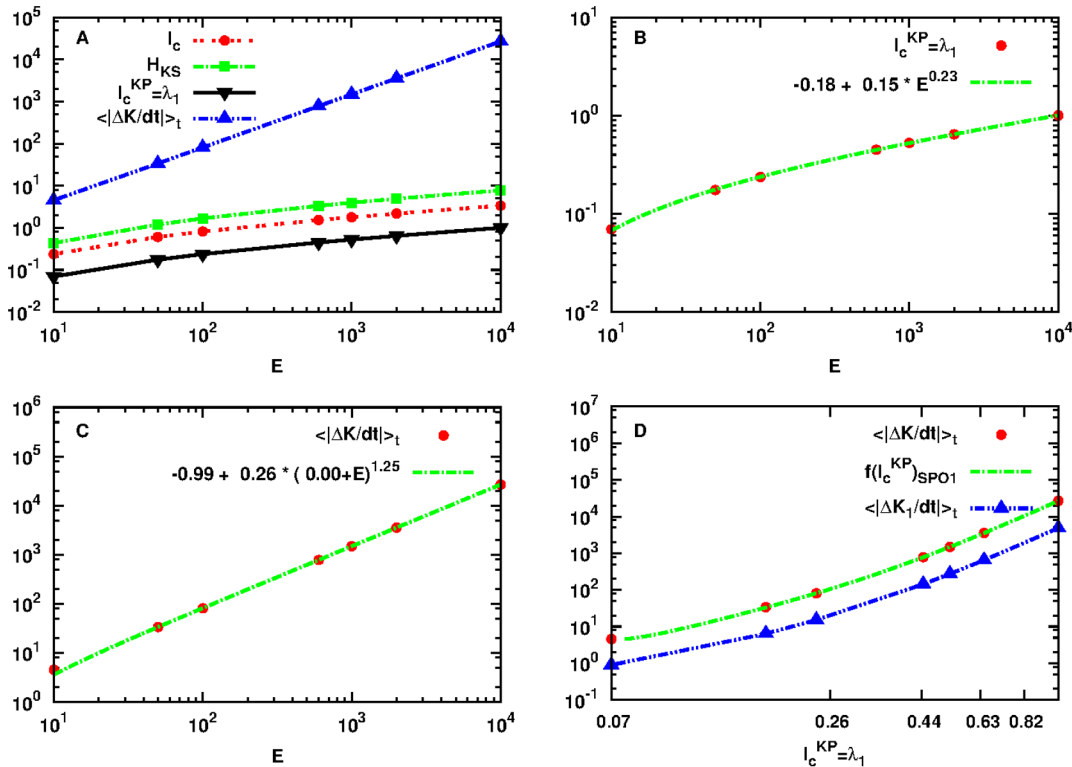 A
I_c
H_KS
I_c^KP=λ_1
<|ΔK/dt|>_t
10^5
10^4
10^3
10^2
10^1
10^0
10^-1
10^-2
10^1 10^2 10^3 10^4
E
B
I_c^KP=λ_1
-0.18 + 0.15 * E^0.23
10^1
10^0
10^-1
10^-2
10^1 10^2 10^3 10^4
E
C
<|ΔK/dt|>_t
-0.99 + 0.26 * ( 0.00+E)^1.25
10^6
10^5
10^4
10^3
10^2
10^1
10^0
10^1 10^2 10^3 10^4
E
D
<|ΔK/dt|>_t
f(I_c^KP)_SPO1
<|ΔK_1/dt|>_t
10^7
10^6
10^5
10^4
10^3
10^2
10^1
10^0
10^-1
0.07 0.26 0.44 0.63 0.82
I_c^KP=λ_1